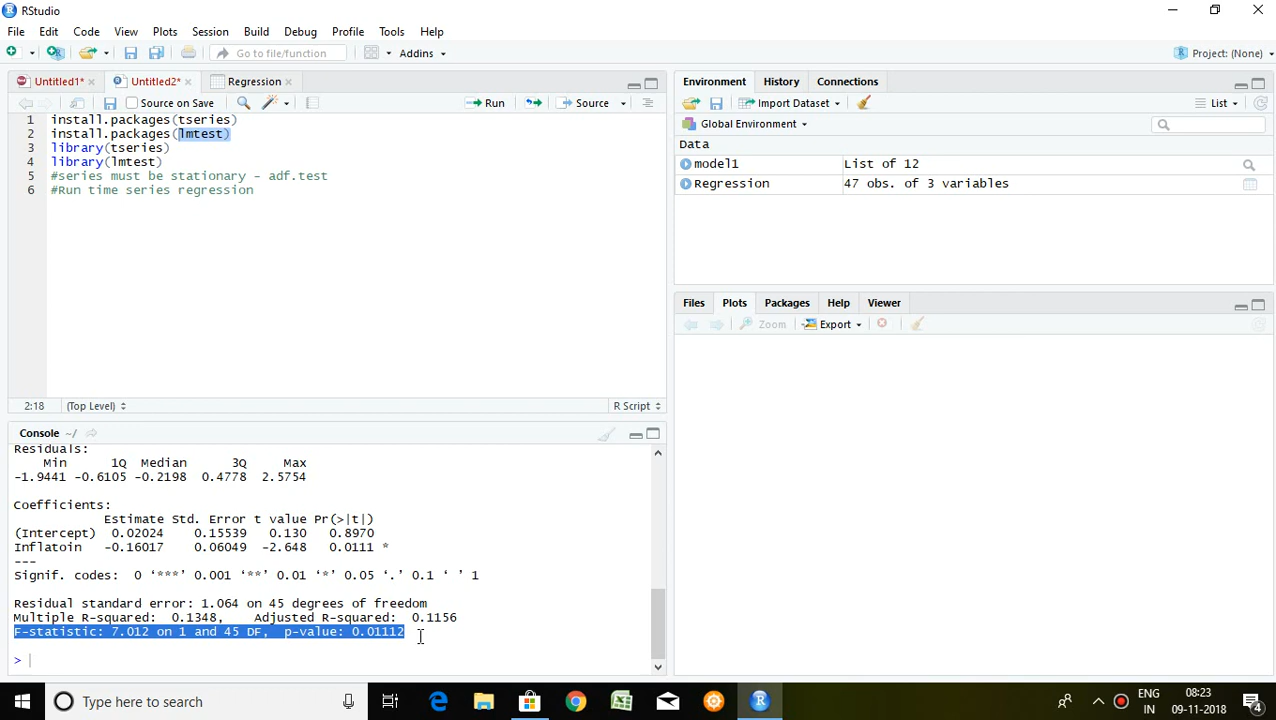 RStudio
File Edit Code View Plots Session Build Debug Profile Tools Help
Go to file/function Addins Project: (None)
Untitled1* Untitled2* Regression
Source on Save Run Source
1 install.packages(tseries)
2 install.packages(lmtest)
3 library(tseries)
4 library(lmtest)
5 #series must be stationary - adf.test
6 #Run time series regression
2:18 (Top Level) R Script
Console ~/
Residuals:
Min 1Q Median 3Q Max
-1.9441 -0.6105 -0.2198 0.4778 2.5754
Coefficients:
Estimate Std. Error t value Pr(>|t|)
(Intercept) 0.02024 0.15539 0.130 0.8970
Inflatoin -0.16017 0.06049 -2.648 0.0111 *
---
Signif. codes: 0 ‘***’ 0.001 ‘**’ 0.01 ‘*’ 0.05 ‘.’ 0.1 ‘ ’ 1
Residual standard error: 1.064 on 45 degrees of freedom
Multiple R-squared: 0.1348, Adjusted R-squared: 0.1156
F-statistic: 7.012 on 1 and 45 DF, p-value: 0.01112
>
Environment History Connections
Import Dataset List
Global Environment
Data
model1 List of 12
Regression 47 obs. of 3 variables
Files Plots Packages Help Viewer
Zoom Export
Type here to search
ENG
IN
08:23
09-11-2018
4